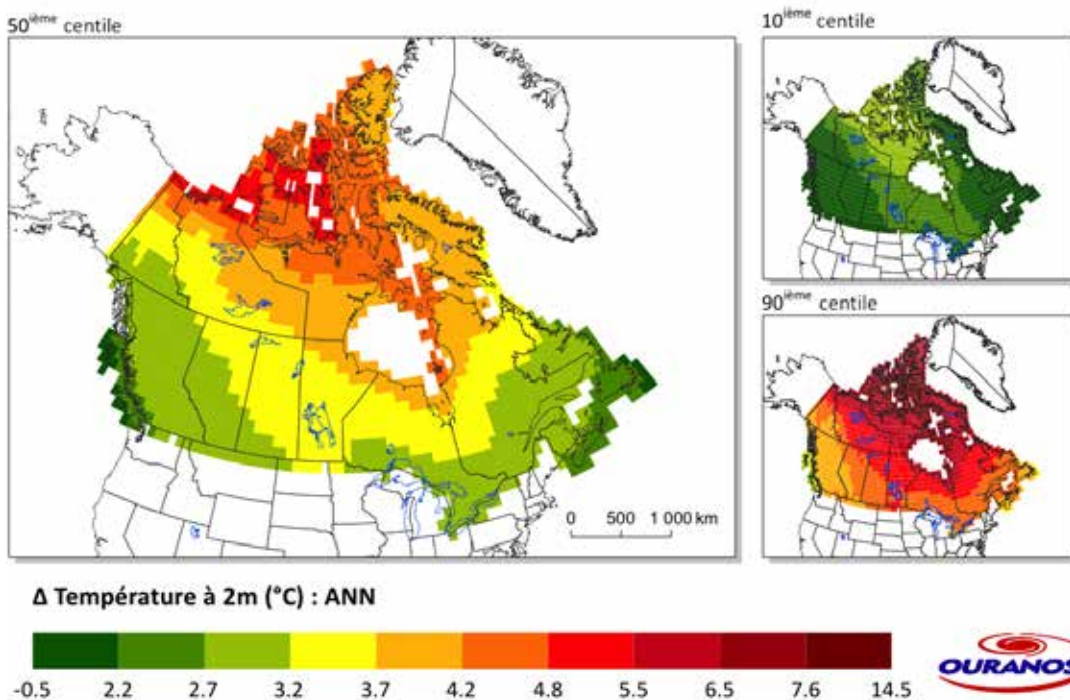 50ième centile
10ième centile
90ième centile
0 500 1 000 km
Δ Température à 2m (°C) : ANN
-0.5 2.2 2.7 3.2 3.7 4.2 4.8 5.5 6.5 7.6 14.5
OURANOS